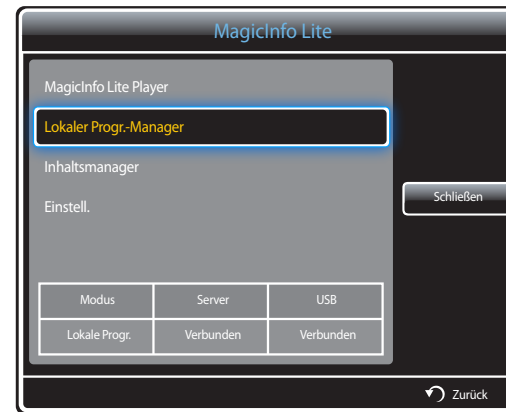 MagicInfo Lite
MagicInfo Lite Player
Lokaler Progr.-Manager
Inhaltsmanager
Einstell.
Schließen
Modus Server USB
Lokale Progr. Verbunden Verbunden
Zurück